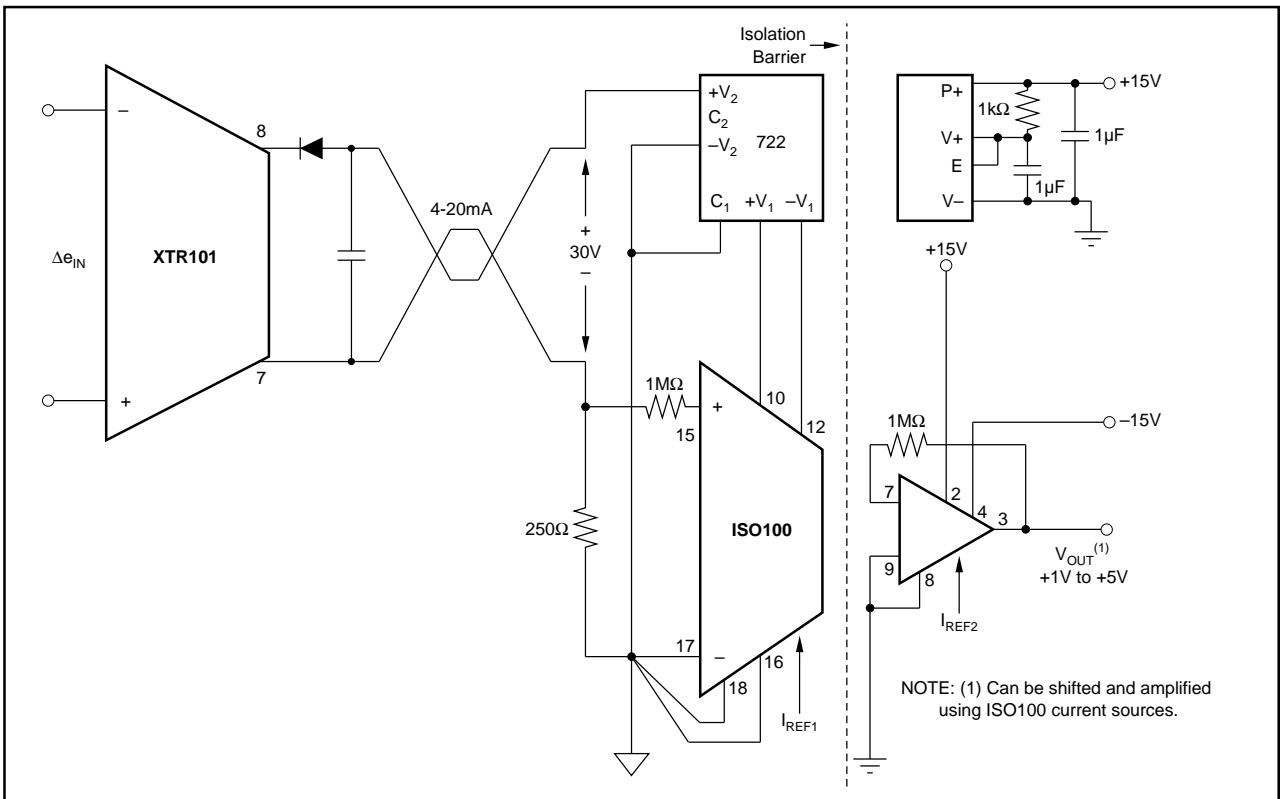 Isolation
Barrier
+V2
C2
–V2
722
C1 +V1 –V1
P+
V+
E
V–
1kΩ
1µF
1µF
+15V
–
8
ΔeIN
XTR101
4-20mA
+
30V
–
+
7
1MΩ
+
15
10
12
250Ω
ISO100
17
–
18
16
IREF1
+15V
–15V
1MΩ
7
2
4
3
9
8
IREF2
VOUT(1)
+1V to +5V
NOTE: (1) Can be shifted and amplified
using ISO100 current sources.